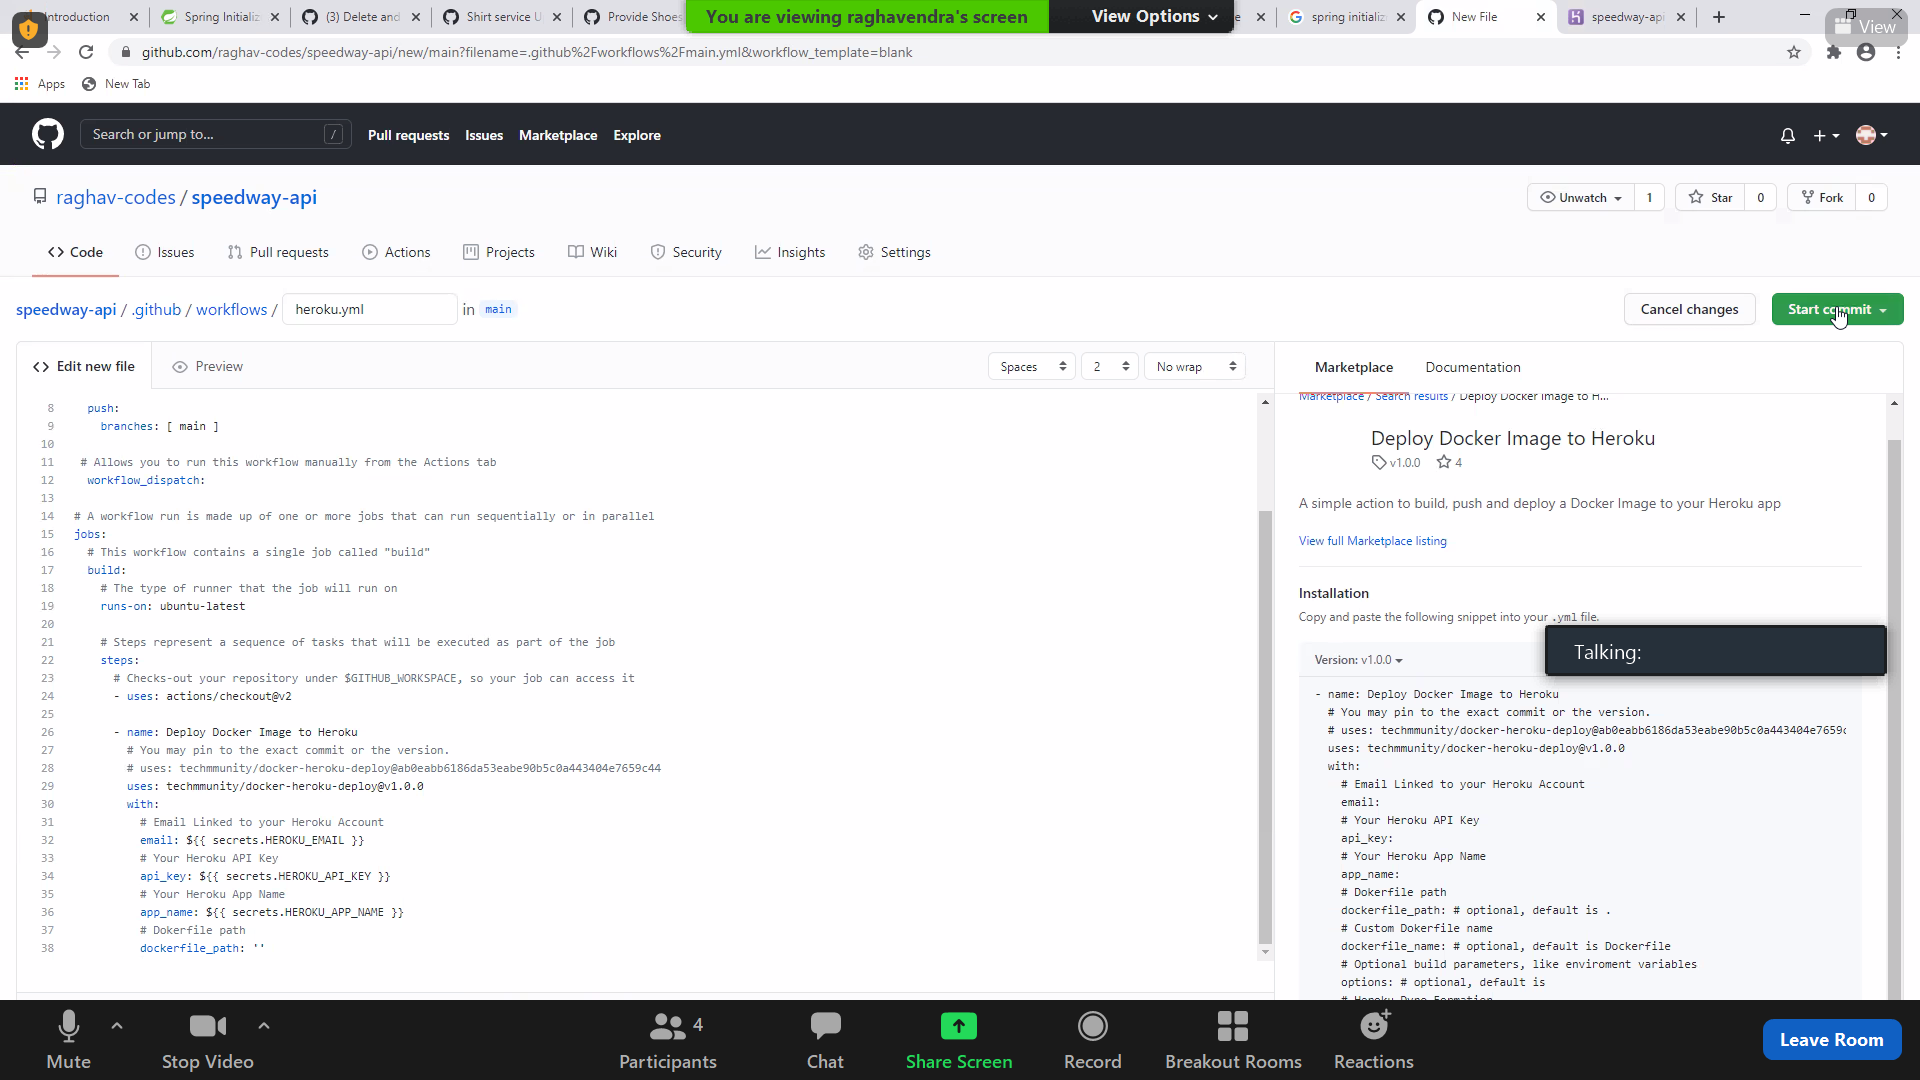 Introduction
Spring Initializ
(3) Delete and
Shirt service U
Provide Shoes
You are viewing raghavendra's screen
View Options
spring initializ
New File
speedway-api
View
github.com/raghav-codes/speedway-api/new/main?filename=.github%2Fworkflows%2Fmain.yml&workflow_template=blank
Apps
New Tab
Search or jump to...
/
Pull requests
Issues
Marketplace
Explore
raghav-codes / speedway-api
Unwatch
1
Star
0
Fork
0
Code
Issues
Pull requests
Actions
Projects
Wiki
Security
Insights
Settings
speedway-api / .github / workflows / heroku.yml in main
Cancel changes
Start commit
Edit new file
Preview
Spaces
2
No wrap
8 push:
9 branches: [ main ]
10
11 # Allows you to run this workflow manually from the Actions tab
12 workflow_dispatch:
13
14 # A workflow run is made up of one or more jobs that can run sequentially or in parallel
15 jobs:
16 # This workflow contains a single job called "build"
17 build:
18 # The type of runner that the job will run on
19 runs-on: ubuntu-latest
20
21 # Steps represent a sequence of tasks that will be executed as part of the job
22 steps:
23 # Checks-out your repository under $GITHUB_WORKSPACE, so your job can access it
24 - uses: actions/checkout@v2
25
26 - name: Deploy Docker Image to Heroku
27 # You may pin to the exact commit or the version.
28 # uses: techmmunity/docker-heroku-deploy@ab0eabb6186da53eabe90b5c0a443404e7659c44
29 uses: techmmunity/docker-heroku-deploy@v1.0.0
30 with:
31 # Email Linked to your Heroku Account
32 email: ${{ secrets.HEROKU_EMAIL }}
33 # Your Heroku API Key
34 api_key: ${{ secrets.HEROKU_API_KEY }}
35 # Your Heroku App Name
36 app_name: ${{ secrets.HEROKU_APP_NAME }}
37 # Dokerfile path
38 dockerfile_path: ''
Marketplace
Documentation
Marketplace / Search results / Deploy Docker Image to H...
Deploy Docker Image to Heroku
v1.0.0
4
A simple action to build, push and deploy a Docker Image to your Heroku app
View full Marketplace listing
Installation
Copy and paste the following snippet into your .yml file.
Talking:
Version: v1.0.0
- name: Deploy Docker Image to Heroku
# You may pin to the exact commit or the version.
# uses: techmmunity/docker-heroku-deploy@ab0eabb6186da53eabe90b5c0a443404e7659c
uses: techmmunity/docker-heroku-deploy@v1.0.0
with:
# Email Linked to your Heroku Account
email:
# Your Heroku API Key
api_key:
# Your Heroku App Name
app_name:
# Dokerfile path
dockerfile_path: # optional, default is .
# Custom Dokerfile name
dockerfile_name: # optional, default is Dockerfile
# Optional build parameters, like enviroment variables
options: # optional, default is
# Heroku Dyno Formation
Mute
Stop Video
4
Participants
Chat
Share Screen
Record
Breakout Rooms
Reactions
Leave Room